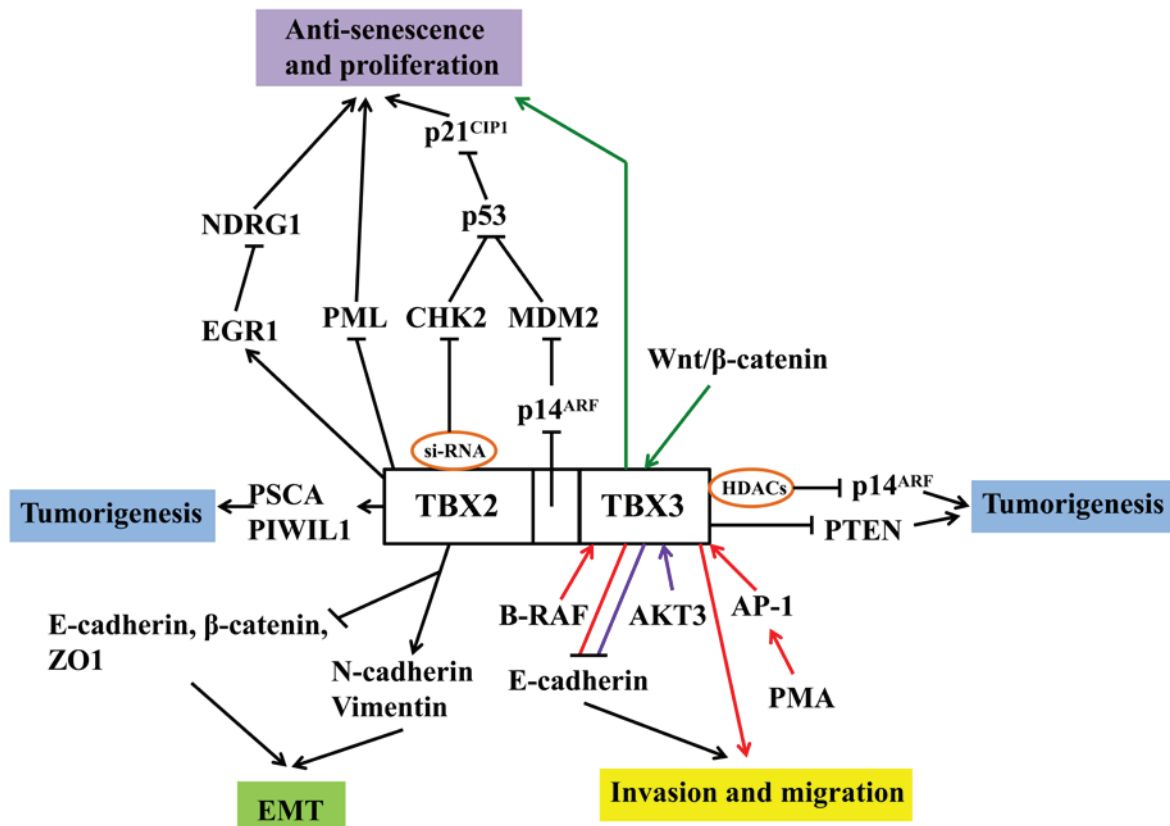 Anti-senescence
and proliferation
p21CIP1
p53
NDRG1
EGR1
PML
CHK2
MDM2
Wnt/β-catenin
p14ARF
si-RNA
HDACs
p14ARF
Tumorigenesis
PSCA
PIWIL1
TBX2
TBX3
PTEN
Tumorigenesis
B-RAF
AKT3
AP-1
E-cadherin, β-catenin,
ZO1
N-cadherin
Vimentin
E-cadherin
PMA
EMT
Invasion and migration